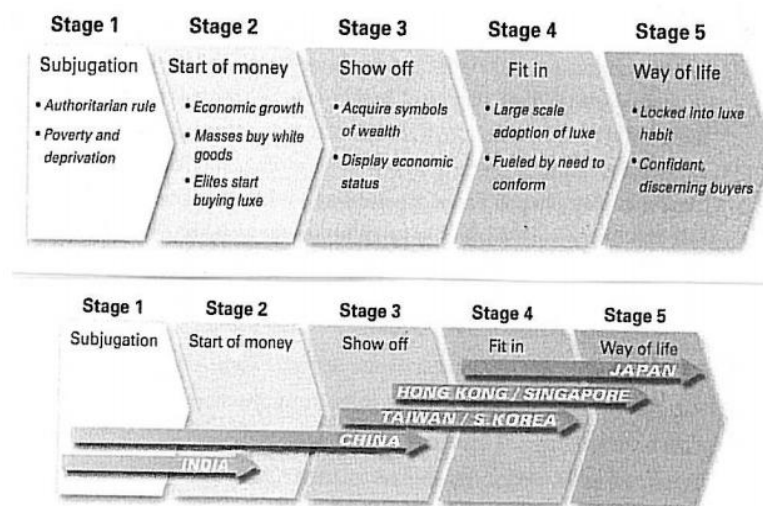 Stage 1
Stage 2
Stage 3
Stage 4
Stage 5
Subjugation
• Authoritarian rule
• Poverty and
deprivation
Start of money
• Economic growth
• Masses buy white
goods
• Elites start
buying luxe
Show off
• Acquire symbols
of wealth
• Display economic
status
Fit in
• Large scale
adoption of luxe
• Fueled by need to
conform
Way of life
• Locked into luxe
habit
• Confident,
discerning buyers
Stage 1
Stage 2
Stage 3
Stage 4
Stage 5
Subjugation
Start of money
Show off
Fit in
Way of life
JAPAN
HONG KONG / SINGAPORE
TAIWAN / S.KOREA
CHINA
INDIA